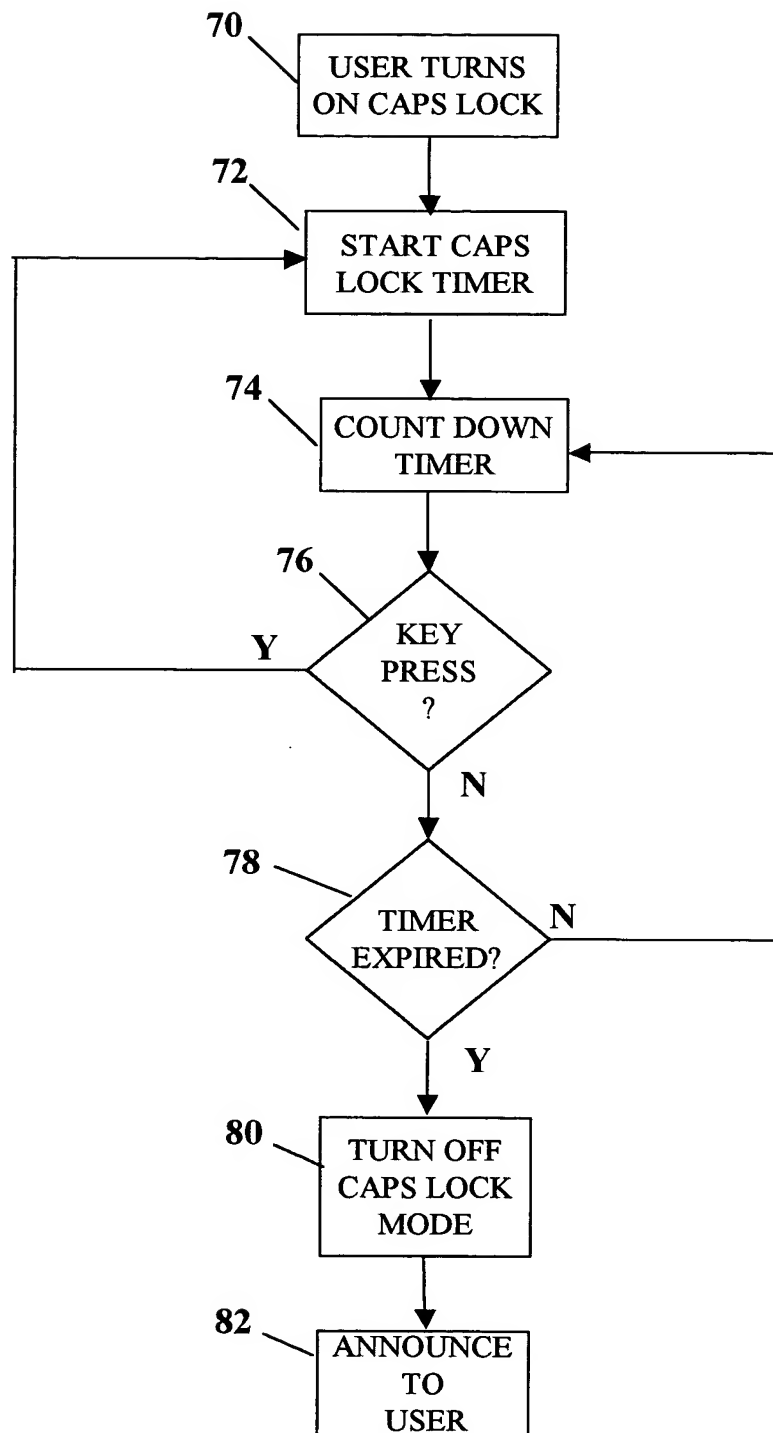 70
USER TURNS
ON CAPS LOCK
72
START CAPS
LOCK TIMER
74
COUNT DOWN
TIMER
76
KEY
PRESS
?
Y
N
78
TIMER
EXPIRED?
N
Y
80
TURN OFF
CAPS LOCK
MODE
82
ANNOUNCE
TO
USER